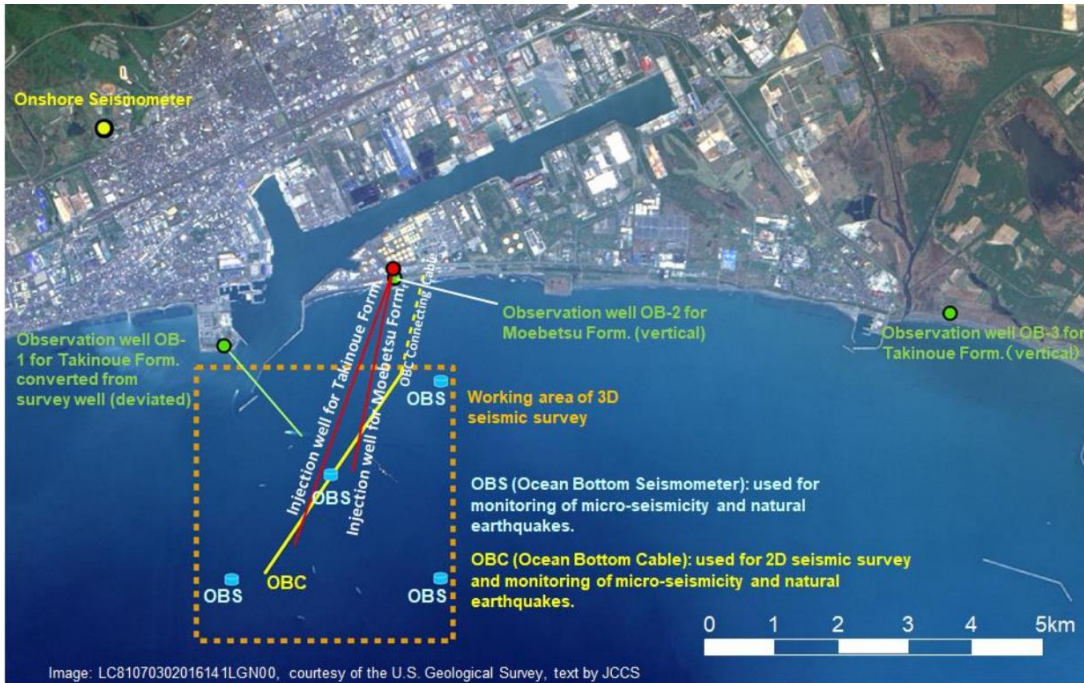 Onshore Seismometer
Observation well OB-
1 for Takinoue Form.
converted from
survey well (deviated)
Injection well for Takinoue Form.
Injection well for Moebetsu Form.
OBC Connecting Cable
Observation well OB-2 for
Moebetsu Form. (vertical)
Observation well OB-3 for
Takinoue Form. (vertical)
OBS
Working area of 3D
seismic survey
OBS
OBS (Ocean Bottom Seismometer): used for
monitoring of micro-seismicity and natural
earthquakes.
OBC (Ocean Bottom Cable): used for 2D seismic survey
and monitoring of micro-seismicity and natural
earthquakes.
OBC
OBS
OBS
0 1 2 3 4 5km
Image: LC81070302016141LGN00, courtesy of the U.S. Geological Survey, text by JCCS